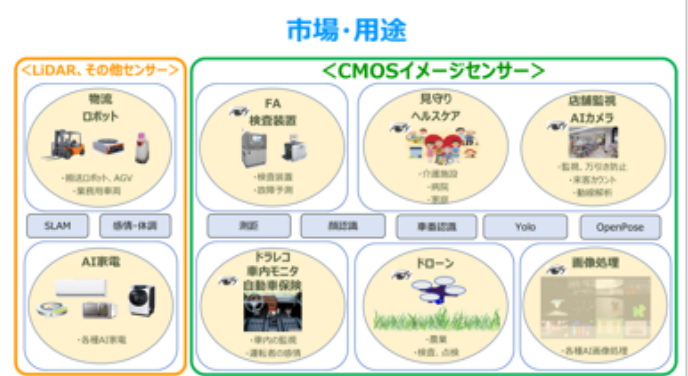 市場・用途
<LiDAR、その他センサー>
<CMOSイメージセンサー>
物流
ロボット
・搬送ロボット、AGV
・業務用車両
FA
検査装置
・検査装置
・故障予測
見守り
ヘルスケア
・介護施設
・病院
・家庭
店舗監視
AIカメラ
・監視、万引き防止
・来客カウント
・動線解析
SLAM
感情・体調
測距
顔認識
車番認識
Yolo
OpenPose
AI家電
・各種AI家電
ドラレコ
車内モニタ
自動車保険
・車内の監視
・運転者の感情
ドローン
・農業
・検査、点検
画像処理
・各種AI画像処理